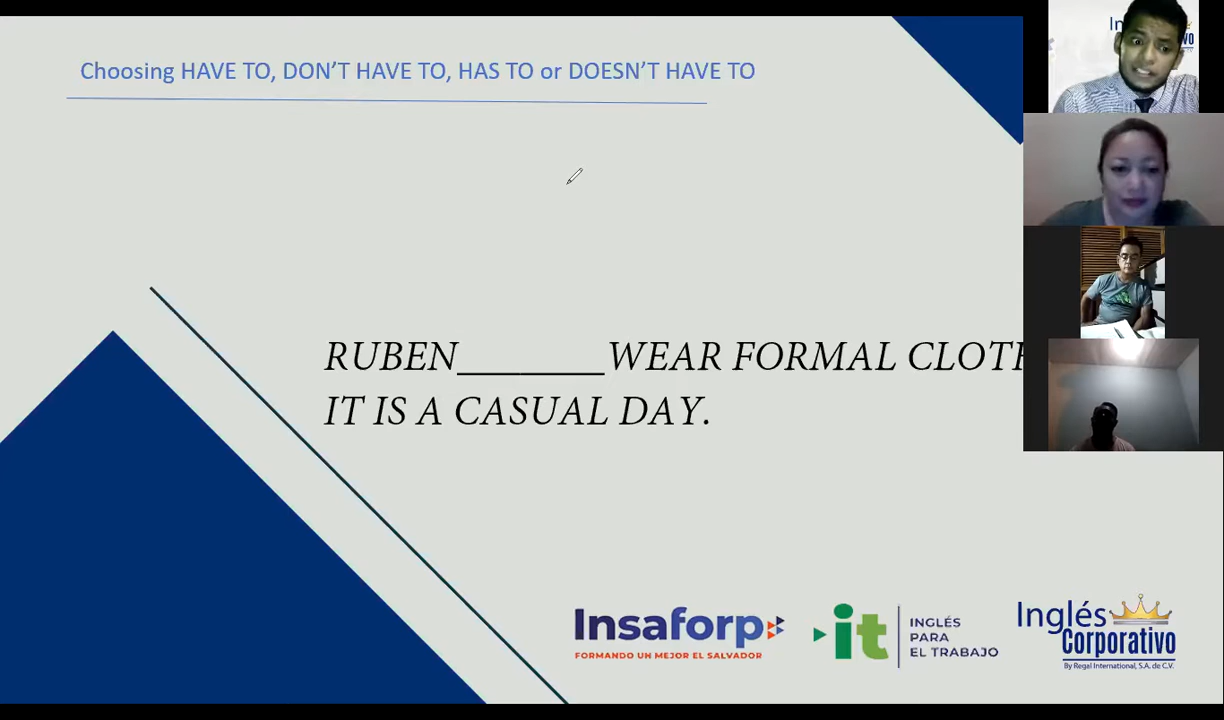 Choosing HAVE TO, DON'T HAVE TO, HAS TO or DOESN'T HAVE TO
RUBEN_______WEAR FORMAL
IT IS A CASUAL DAY.
Insaforp
FORMANDO UN MEJOR EL SALVADOR
it
INGLÉS
PARA
EL TRABAJO
Inglés
Corporativo
By Regal International, S.A. de C.V.